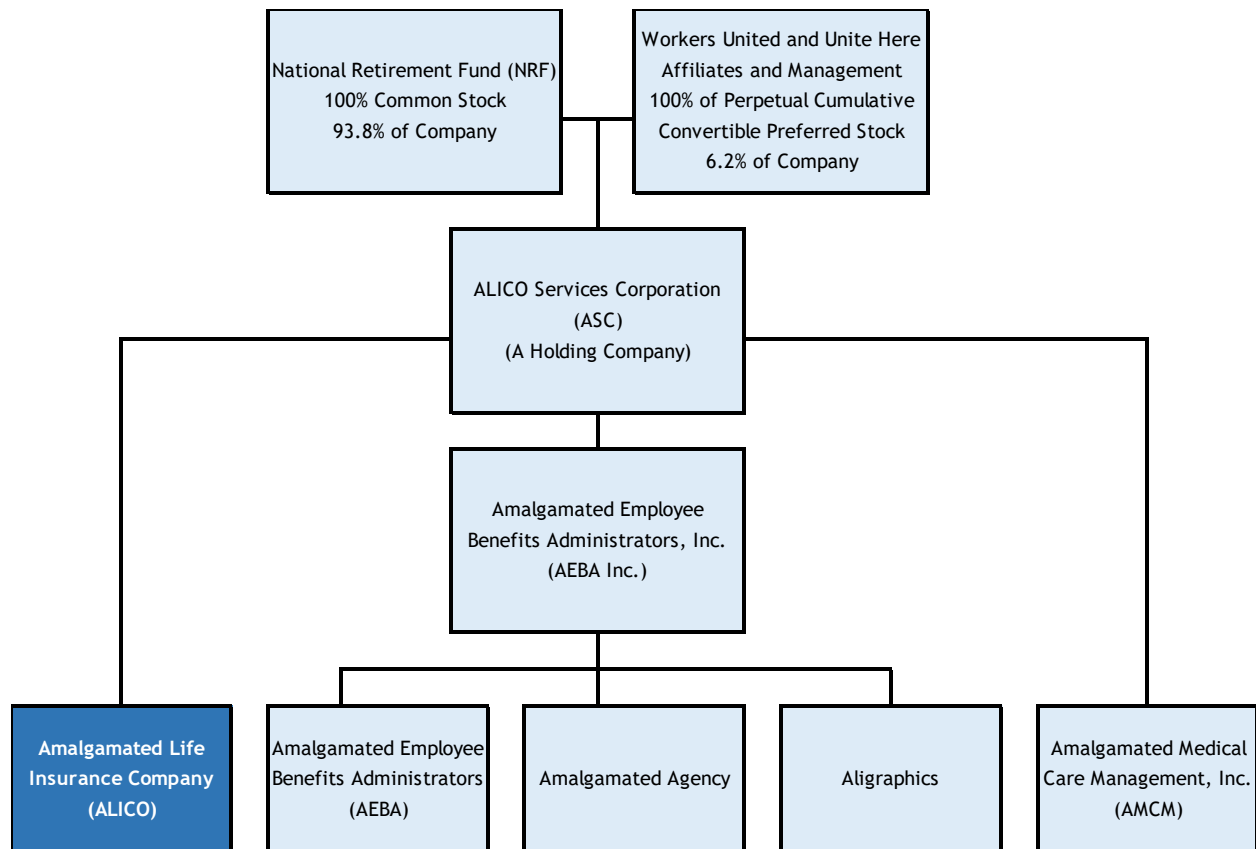 National Retirement Fund (NRF)
100% Common Stock
93.8% of Company
Workers United and Unite Here
Affiliates and Management
100% of Perpetual Cumulative
Convertible Preferred Stock
6.2% of Company
ALICO Services Corporation
(ASC)
(A Holding Company)
Amalgamated Employee
Benefits Administrators, Inc.
(AEBA Inc.)
Amalgamated Life
Insurance Company
(ALICO)
Amalgamated Employee
Benefits Administrators
(AEBA)
Amalgamated Agency
Aligraphics
Amalgamated Medical
Care Management, Inc.
(AMCM)